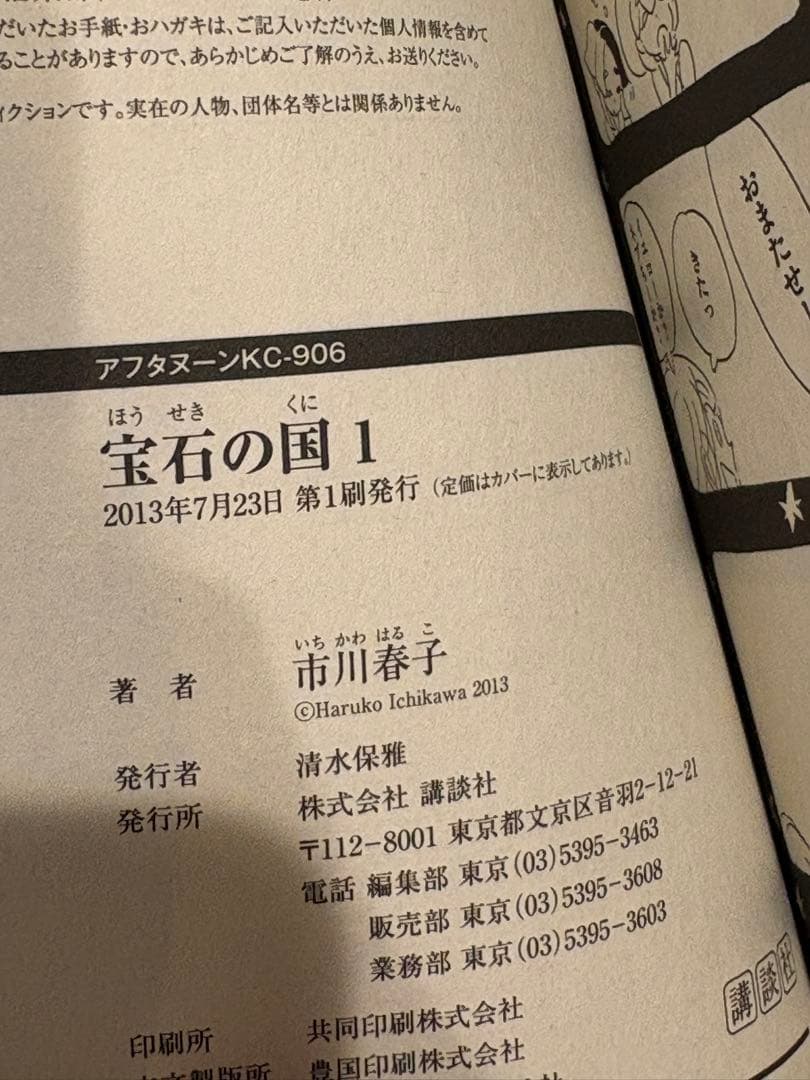 だいたお手紙・おハガキは、ご記入いただいた個人情報を含めて
ることがありますので、あらかじめご了解のうえ、お送りください。
ィクションです。実在の人物、団体名等とは関係ありません。
アフタヌーンKC-906
ほう せき くに
宝石の国 1
2013年7月23日 第1刷発行 (定価はカバーに表示してあります。)
いち かわ はる こ
著 者 市川春子
©Haruko Ichikawa 2013
発行者 清水保雅
発行所 株式会社 講談社
〒112-8001 東京都文京区音羽2-12-21
電話 編集部 東京(03)5395-3463
販売部 東京(03)5395-3608
業務部 東京(03)5395-3603
印刷所 共同印刷株式会社
製版所 豊国印刷株式会社
講談社
おまたせー
きたっ